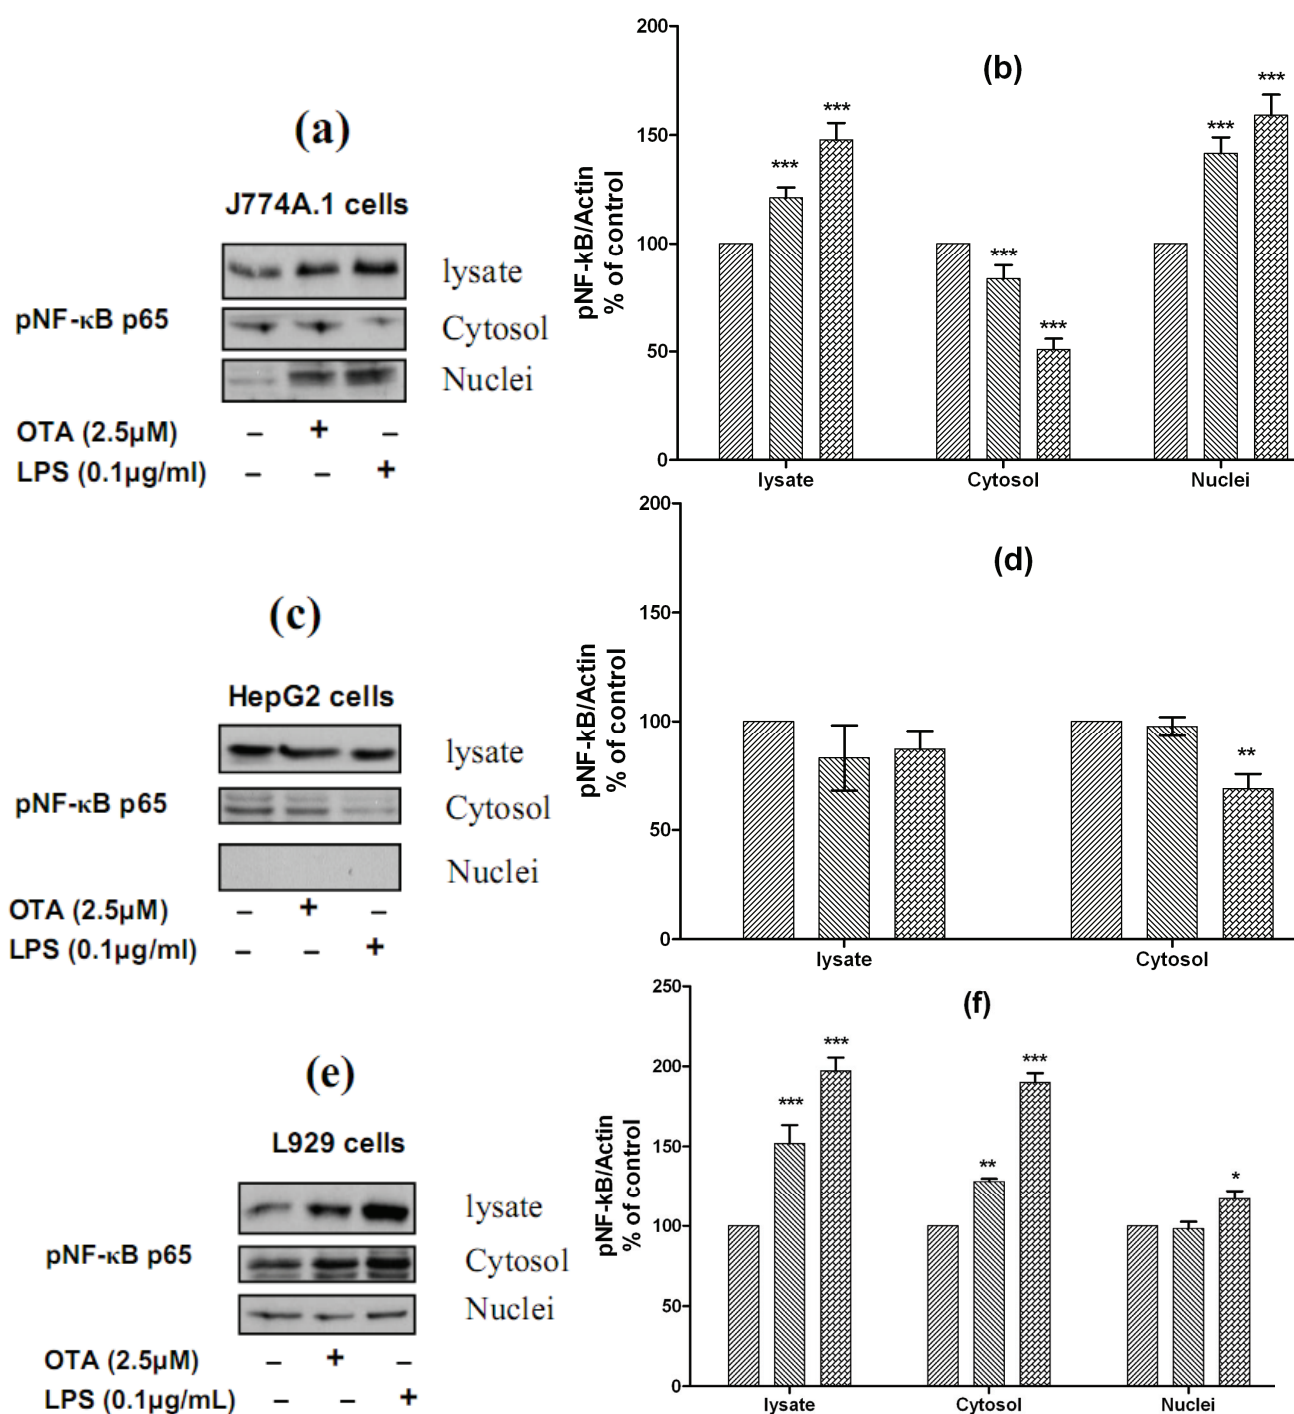 (a)
J774A.1 cells
lysate
pNF-κB p65
Cytosol
Nuclei
OTA (2.5μM) – + –
LPS (0.1μg/ml) – – +
(b)
200
150
100
50
0
pNF-kB/Actin
% of control
***
***
***
***
***
***
lysate Cytosol Nuclei
(c)
HepG2 cells
lysate
pNF-κB p65
Cytosol
Nuclei
OTA (2.5μM) – + –
LPS (0.1μg/ml) – – +
(d)
200
150
100
50
0
pNF-kB/Actin
% of control
**
lysate Cytosol
(e)
L929 cells
lysate
pNF-κB p65
Cytosol
Nuclei
OTA (2.5μM) – + –
LPS (0.1μg/mL) – – +
(f)
250
200
150
100
50
0
pNF-kB/Actin
% of control
***
***
**
***
*
lysate Cytosol Nuclei